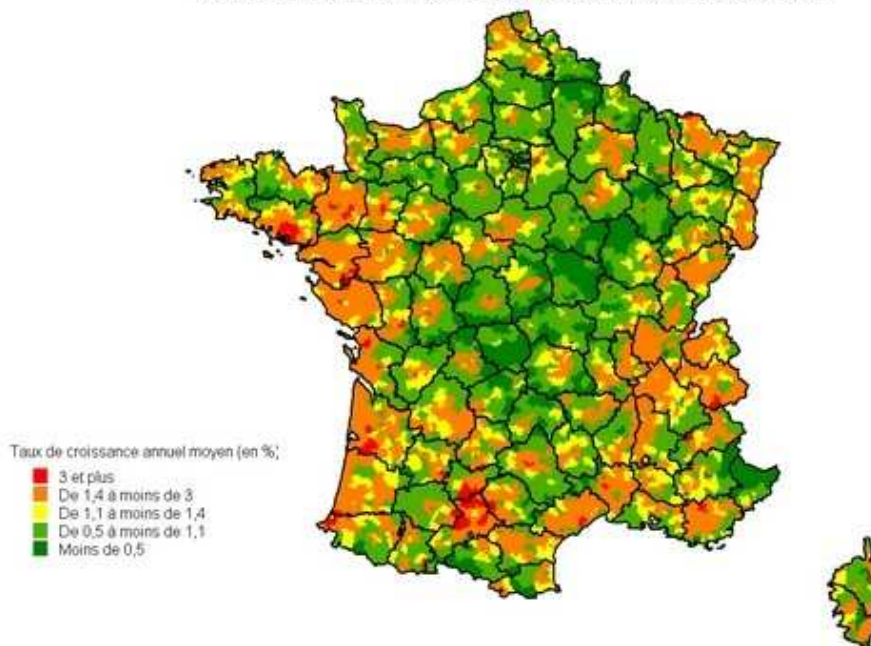 Taux de croissance annuel moyen (en %)
3 et plus
De 1,4 à moins de 3
De 1,1 à moins de 1,4
De 0,5 à moins de 1,1
Moins de 0,5